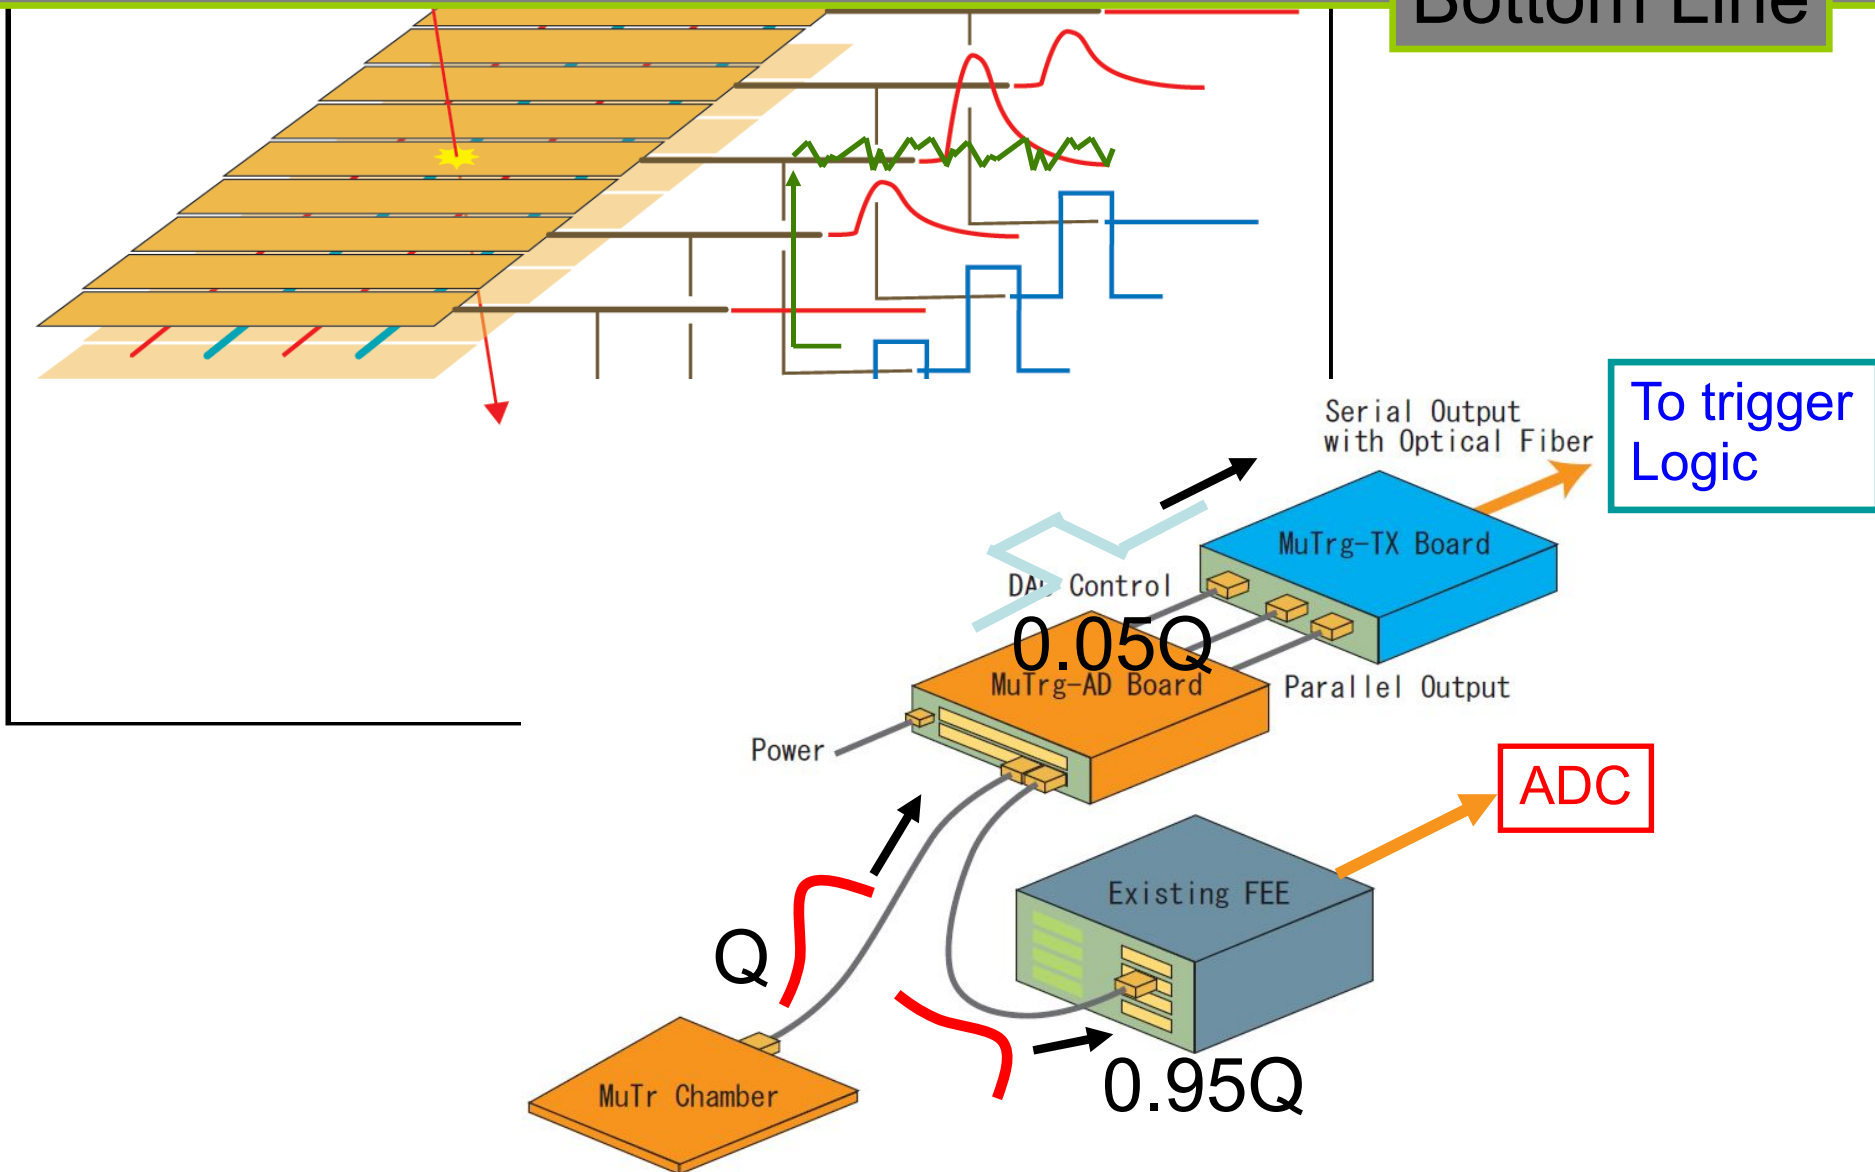 Bottom Line
Serial Output
with Optical Fiber
To trigger
Logic
MuTrg-TX Board
DAC Control
0.05Q
MuTrg-AD Board
Parallel Output
Power
ADC
Existing FEE
Q
0.95Q
MuTr Chamber